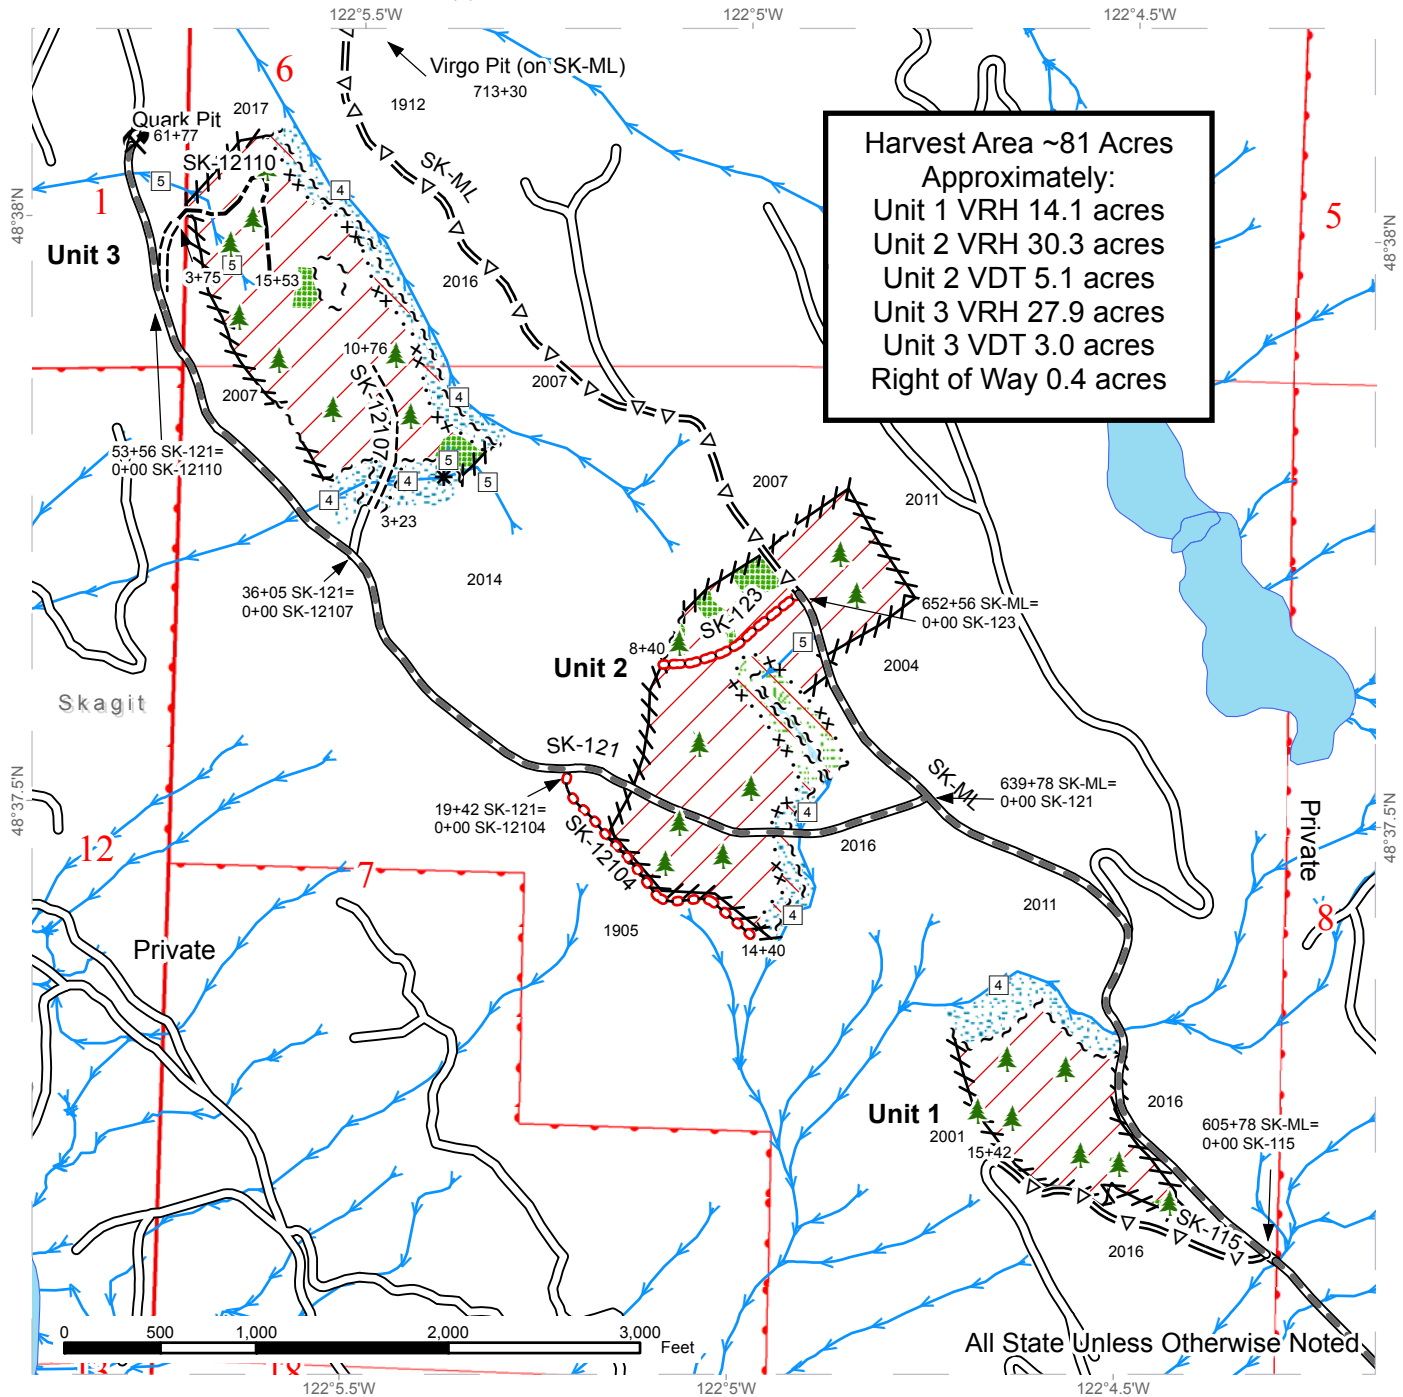 122°5.5'W
122°5'W
122°4.5'W
6
Virgo Pit (on SK-ML)
713+30
1912
2017
Quark Pit
61+77
SK-12110
5
4
1
48°38'N
48°38'N
Unit 3
5
3+75
15+53
SK-ML
2016
Harvest Area ~81 Acres
Approximately:
Unit 1 VRH 14.1 acres
Unit 2 VRH 30.3 acres
Unit 2 VDT 5.1 acres
Unit 3 VRH 27.9 acres
Unit 3 VDT 3.0 acres
Right of Way 0.4 acres
5
10+76
SK-12107
2007
2007
4
53+56 SK-121=
0+00 SK-12110
5
4
4
5
3+23
2007
2011
36+05 SK-121=
0+00 SK-12107
2014
SK-123
652+56 SK-ML=
0+00 SK-123
8+40
5
Unit 2
2004
Skagit
SK-121
SK-ML
639+78 SK-ML=
0+00 SK-121
19+42 SK-121=
0+00 SK-12104
SK-12104
4
2016
48°37.5'N
48°37.5'N
Private
12
7
2011
8
1905
4
14+40
Private
4
Unit 1
2001
15+42
2016
605+78 SK-ML=
0+00 SK-115
SK-115
2016
0
500
1,000
2,000
3,000
Feet
All State Unless Otherwise Noted
13
18
122°5.5'W
122°5'W
122°4.5'W